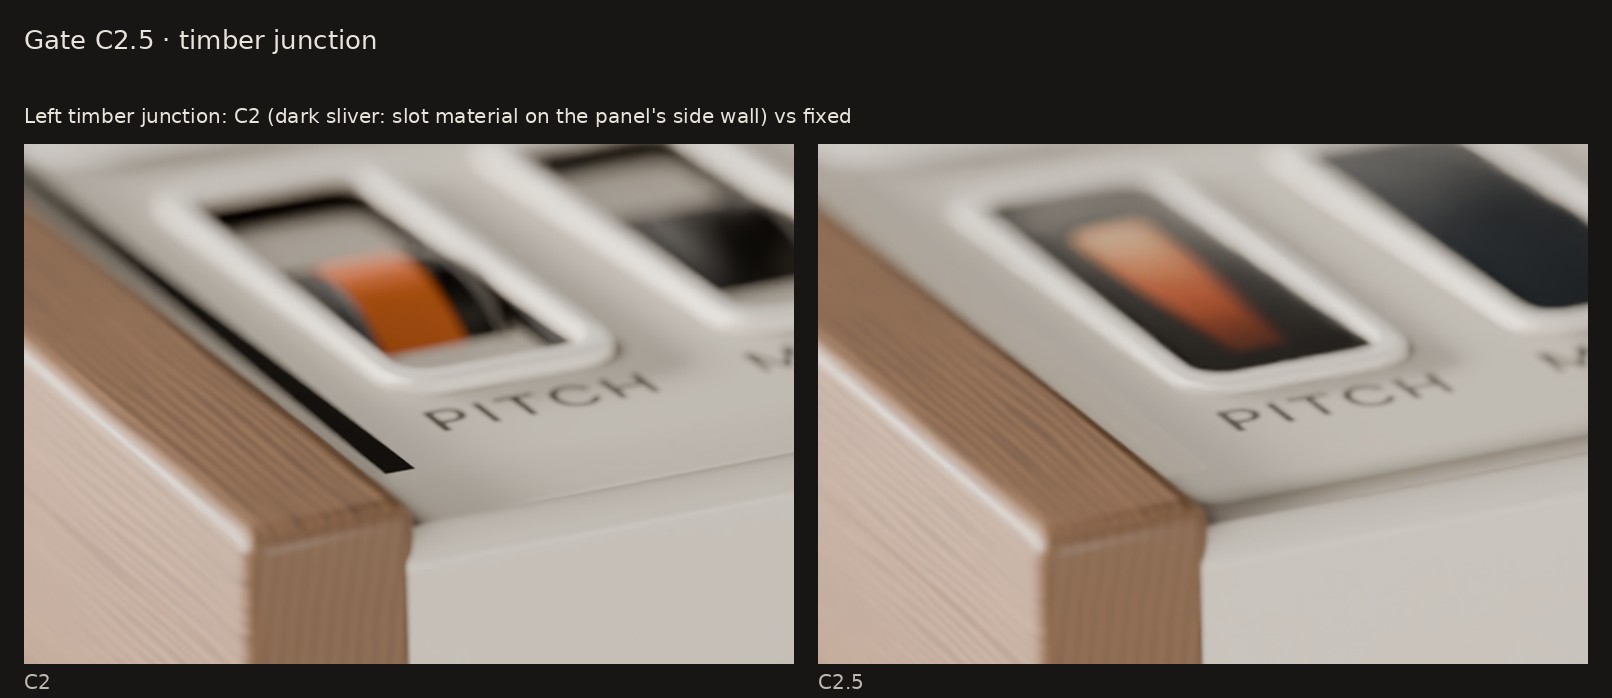 Gate C2.5 · timber junction
Left timber junction: C2 (dark sliver: slot material on the panel's side wall) vs fixed
PITCH
M
PITCH
M
C2
C2.5